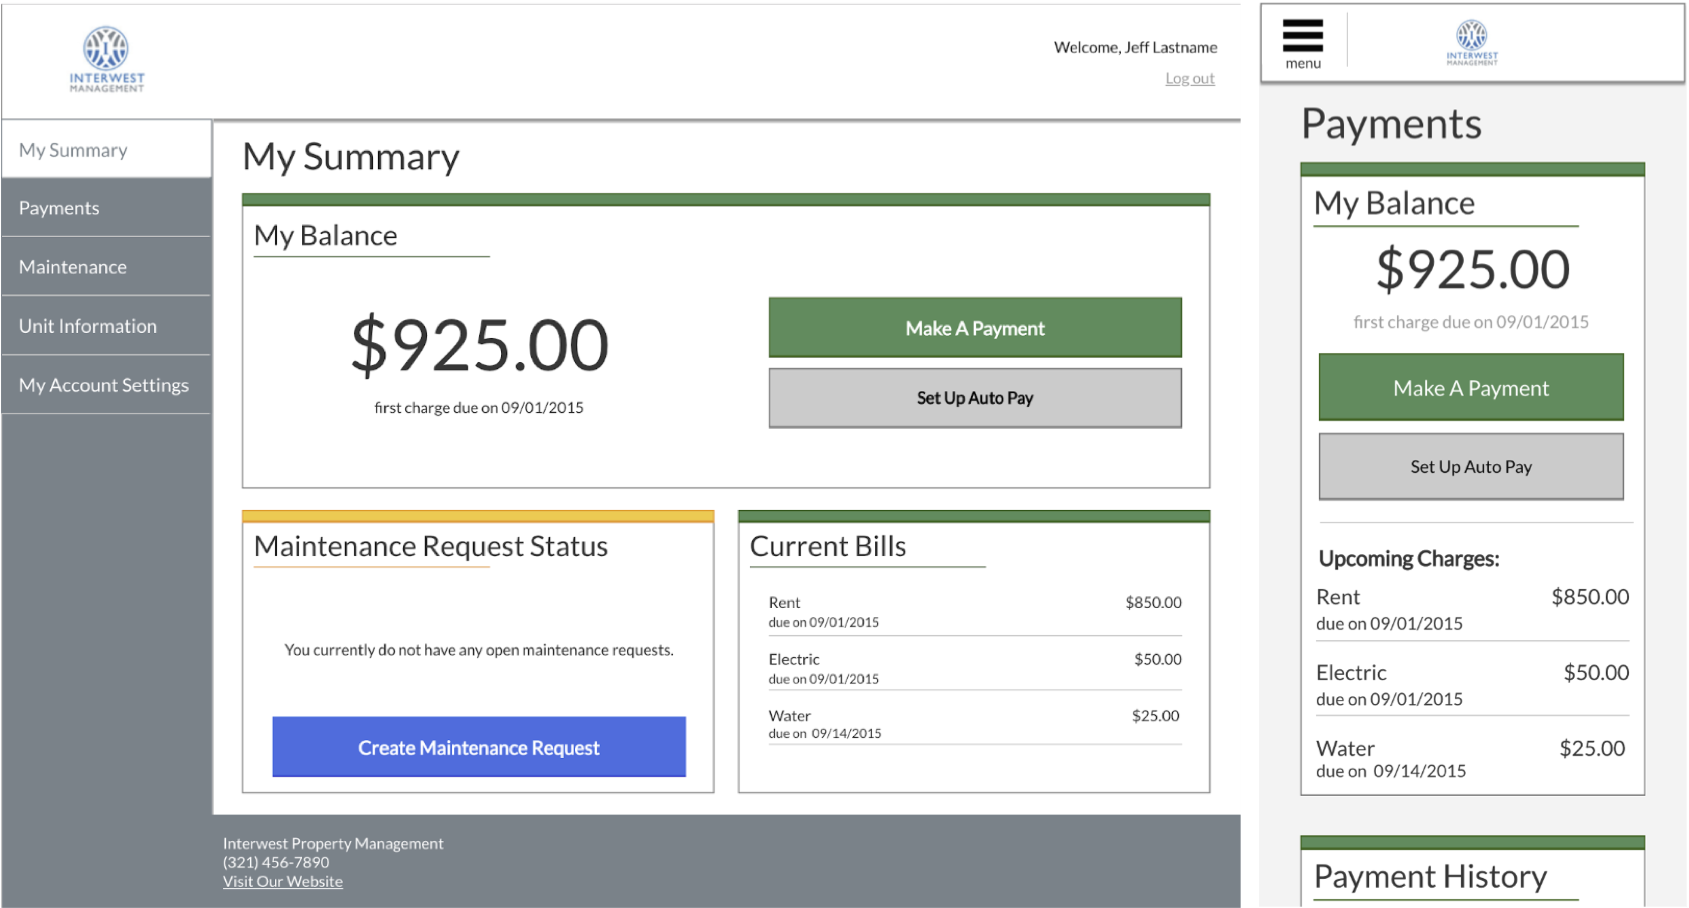 INTERWEST
MANAGEMENT
Welcome, Jeff Lastname
Log out
My Summary
Payments
Maintenance
Unit Information
My Account Settings
My Summary
My Balance
$925.00
first charge due on 09/01/2015
Make A Payment
Set Up Auto Pay
Maintenance Request Status
You currently do not have any open maintenance requests.
Create Maintenance Request
Current Bills
Rent $850.00
due on 09/01/2015
Electric $50.00
due on 09/01/2015
Water $25.00
due on 09/14/2015
Interwest Property Management
(321) 456-7890
Visit Our Website
menu
INTERWEST
MANAGEMENT
Payments
My Balance
$925.00
first charge due on 09/01/2015
Make A Payment
Set Up Auto Pay
Upcoming Charges:
Rent $850.00
due on 09/01/2015
Electric $50.00
due on 09/01/2015
Water $25.00
due on 09/14/2015
Payment History